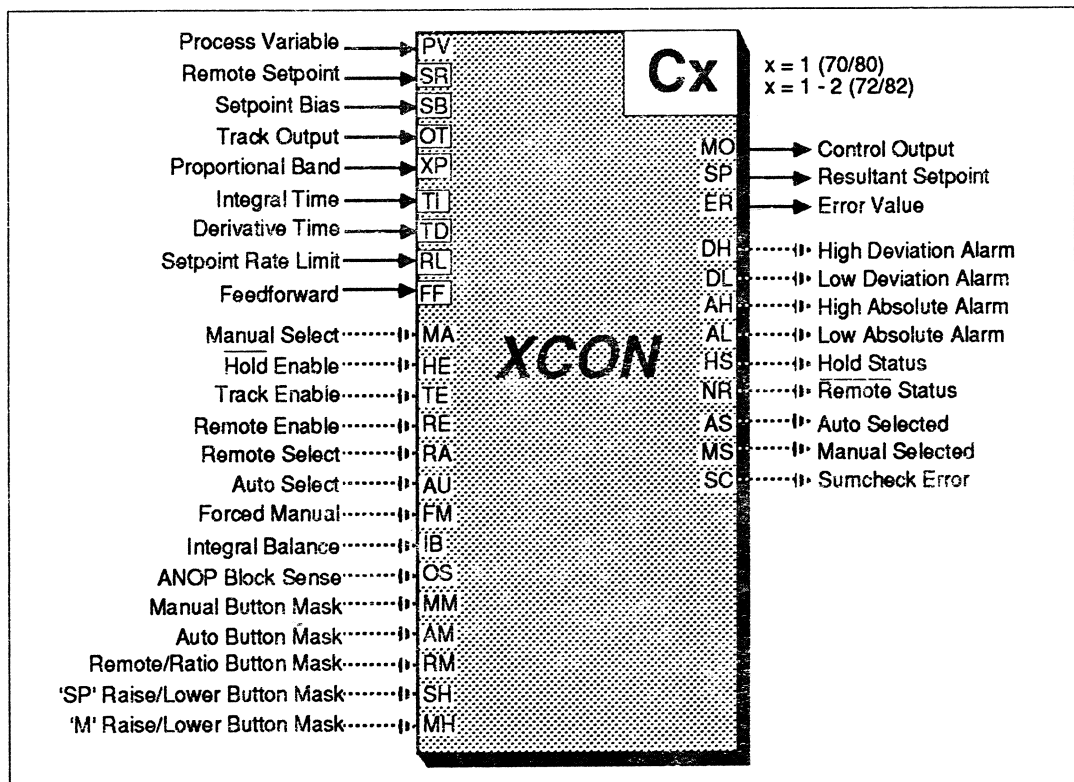 Process Variable PV
Remote Setpoint SR
Setpoint Bias SB
Track Output OT
Proportional Band XP
Integral Time TI
Derivative Time TD
Setpoint Rate Limit RL
Feedforward FF
Manual Select MA
Hold Enable HE
Track Enable TE
Remote Enable RE
Remote Select RA
Auto Select AU
Forced Manual FM
Integral Balance IB
ANOP Block Sense OS
Manual Button Mask MM
Auto Button Mask AM
Remote/Ratio Button Mask RM
'SP' Raise/Lower Button Mask SH
'M' Raise/Lower Button Mask MH
XCON
Cx
x = 1 (70/80)
x = 1 - 2 (72/82)
MO Control Output
SP Resultant Setpoint
ER Error Value
DH High Deviation Alarm
DL Low Deviation Alarm
AH High Absolute Alarm
AL Low Absolute Alarm
HS Hold Status
NR Remote Status
AS Auto Selected
MS Manual Selected
SC Sumcheck Error